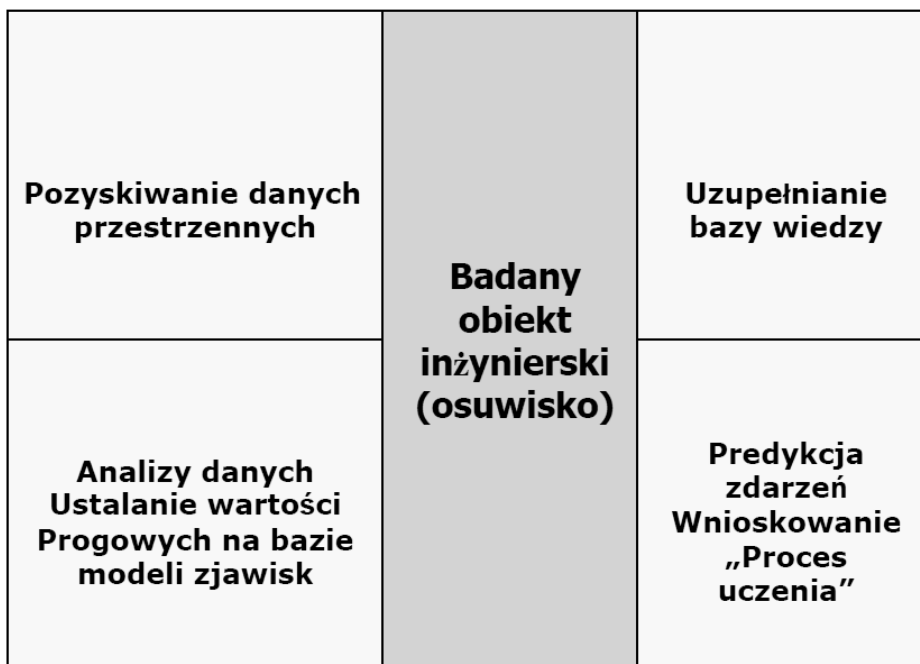 Pozyskiwanie danych
przestrzennych
Badany
obiekt
inżynierski
(osuwisko)
Uzupełnianie
bazy wiedzy
Analizy danych
Ustalanie wartości
Progowych na bazie
modeli zjawisk
Predykcja
zdarzeń
Wnioskowanie
„Proces
uczenia”